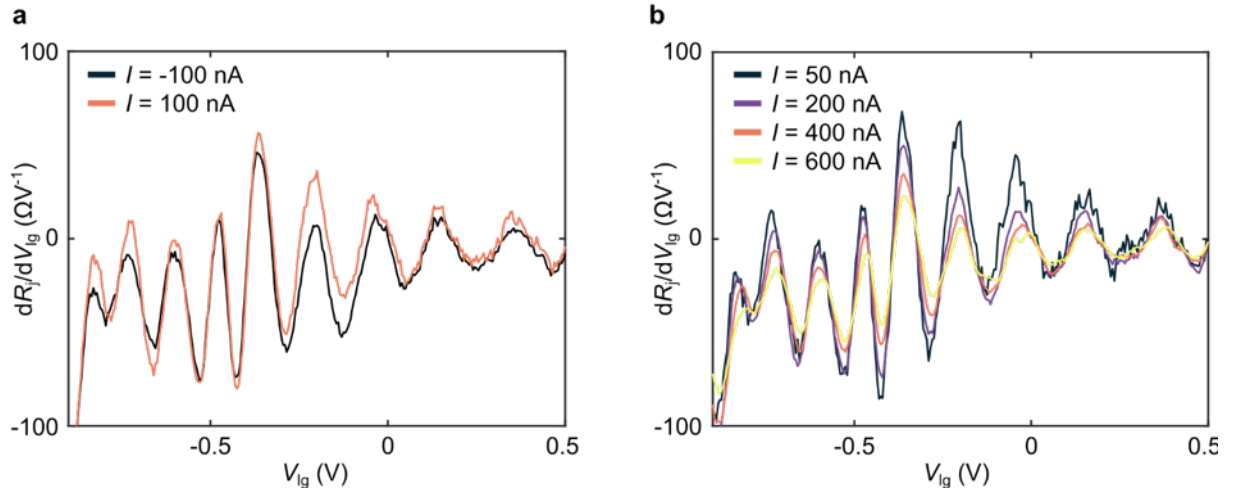 a
100
I = -100 nA
I = 100 nA
0
-100
-0.5
0
0.5
dRj/dVlg (ΩV⁻¹)
Vlg (V)
b
100
I = 50 nA
I = 200 nA
I = 400 nA
I = 600 nA
0
-100
-0.5
0
0.5
dRj/dVlg (ΩV⁻¹)
Vlg (V)